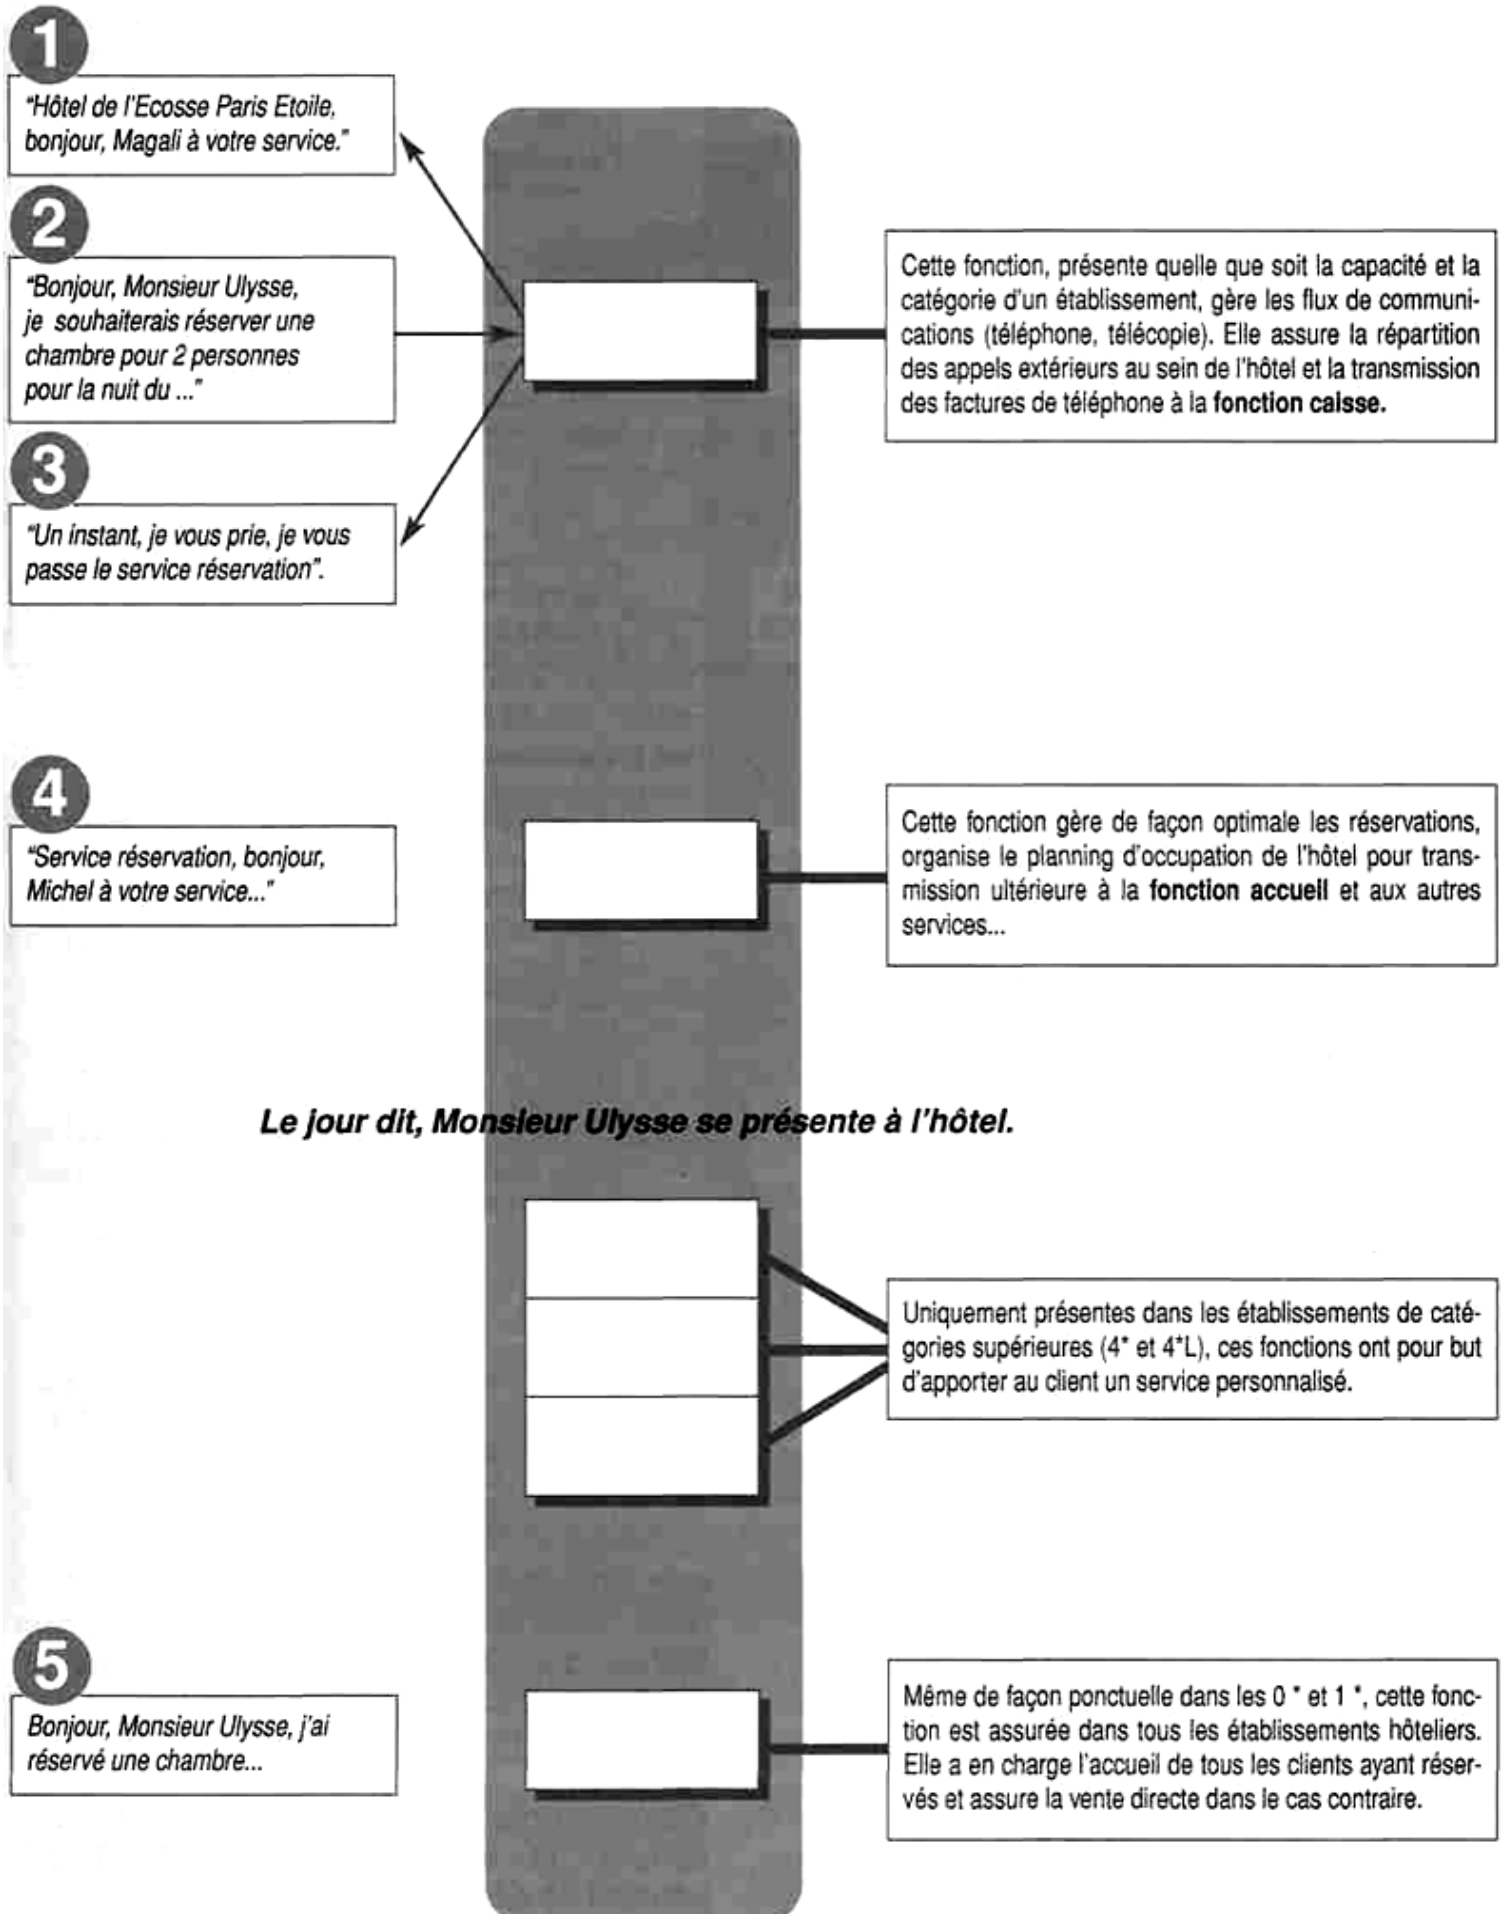 1
"Hôtel de l'Ecosse Paris Etoile,
bonjour, Magali à votre service."
2
"Bonjour, Monsieur Ulysse,
je souhaiterais réserver une
chambre pour 2 personnes
pour la nuit du ..."
Cette fonction, présente quelle que soit la capacité et la
catégorie d'un établissement, gère les flux de communi-
cations (téléphone, télécopie). Elle assure la répartition
des appels extérieurs au sein de l'hôtel et la transmission
des factures de téléphone à la fonction caisse.
3
"Un instant, je vous prie, je vous
passe le service réservation".
4
"Service réservation, bonjour,
Michel à votre service..."
Cette fonction gère de façon optimale les réservations,
organise le planning d'occupation de l'hôtel pour trans-
mission ultérieure à la fonction accueil et aux autres
services...
Le jour dit, Monsieur Ulysse se présente à l'hôtel.
Uniquement présentes dans les établissements de caté-
gories supérieures (4* et 4*L), ces fonctions ont pour but
d'apporter au client un service personnalisé.
5
Bonjour, Monsieur Ulysse, j'ai
réservé une chambre...
Même de façon ponctuelle dans les 0 * et 1 *, cette fonc-
tion est assurée dans tous les établissements hôteliers.
Elle a en charge l'accueil de tous les clients ayant réser-
vés et assure la vente directe dans le cas contraire.